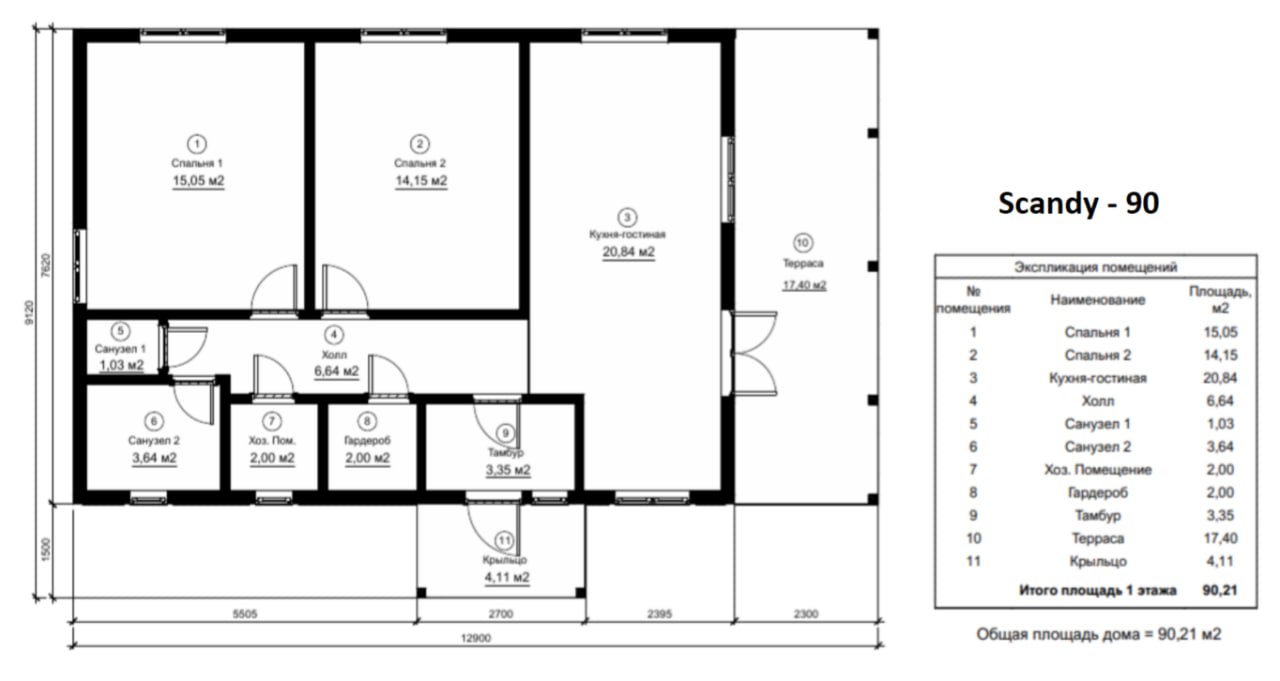 1
Спальня 1
15,05 м2
2
Спальня 2
14,15 м2
3
Кухня-гостиная
20,84 м2
10
Терраса
17,40 м2
5
Санузел 1
1,03 м2
4
Холл
6,64 м2
6
Санузел 2
3,64 м2
7
Хоз. Пом.
2,00 м2
8
Гардероб
2,00 м2
9
Тамбур
3,35 м2
11
Крыльцо
4,11 м2
9120
7620
1500
5505
2700
2395
2300
12900
Scandy - 90
Экспликация помещений
№ помещения
Наименование
Площадь, м2
1 Спальня 1 15,05
2 Спальня 2 14,15
3 Кухня-гостиная 20,84
4 Холл 6,64
5 Санузел 1 1,03
6 Санузел 2 3,64
7 Хоз. Помещение 2,00
8 Гардероб 2,00
9 Тамбур 3,35
10 Терраса 17,40
11 Крыльцо 4,11
Итого площадь 1 этажа 90,21
Общая площадь дома = 90,21 м2